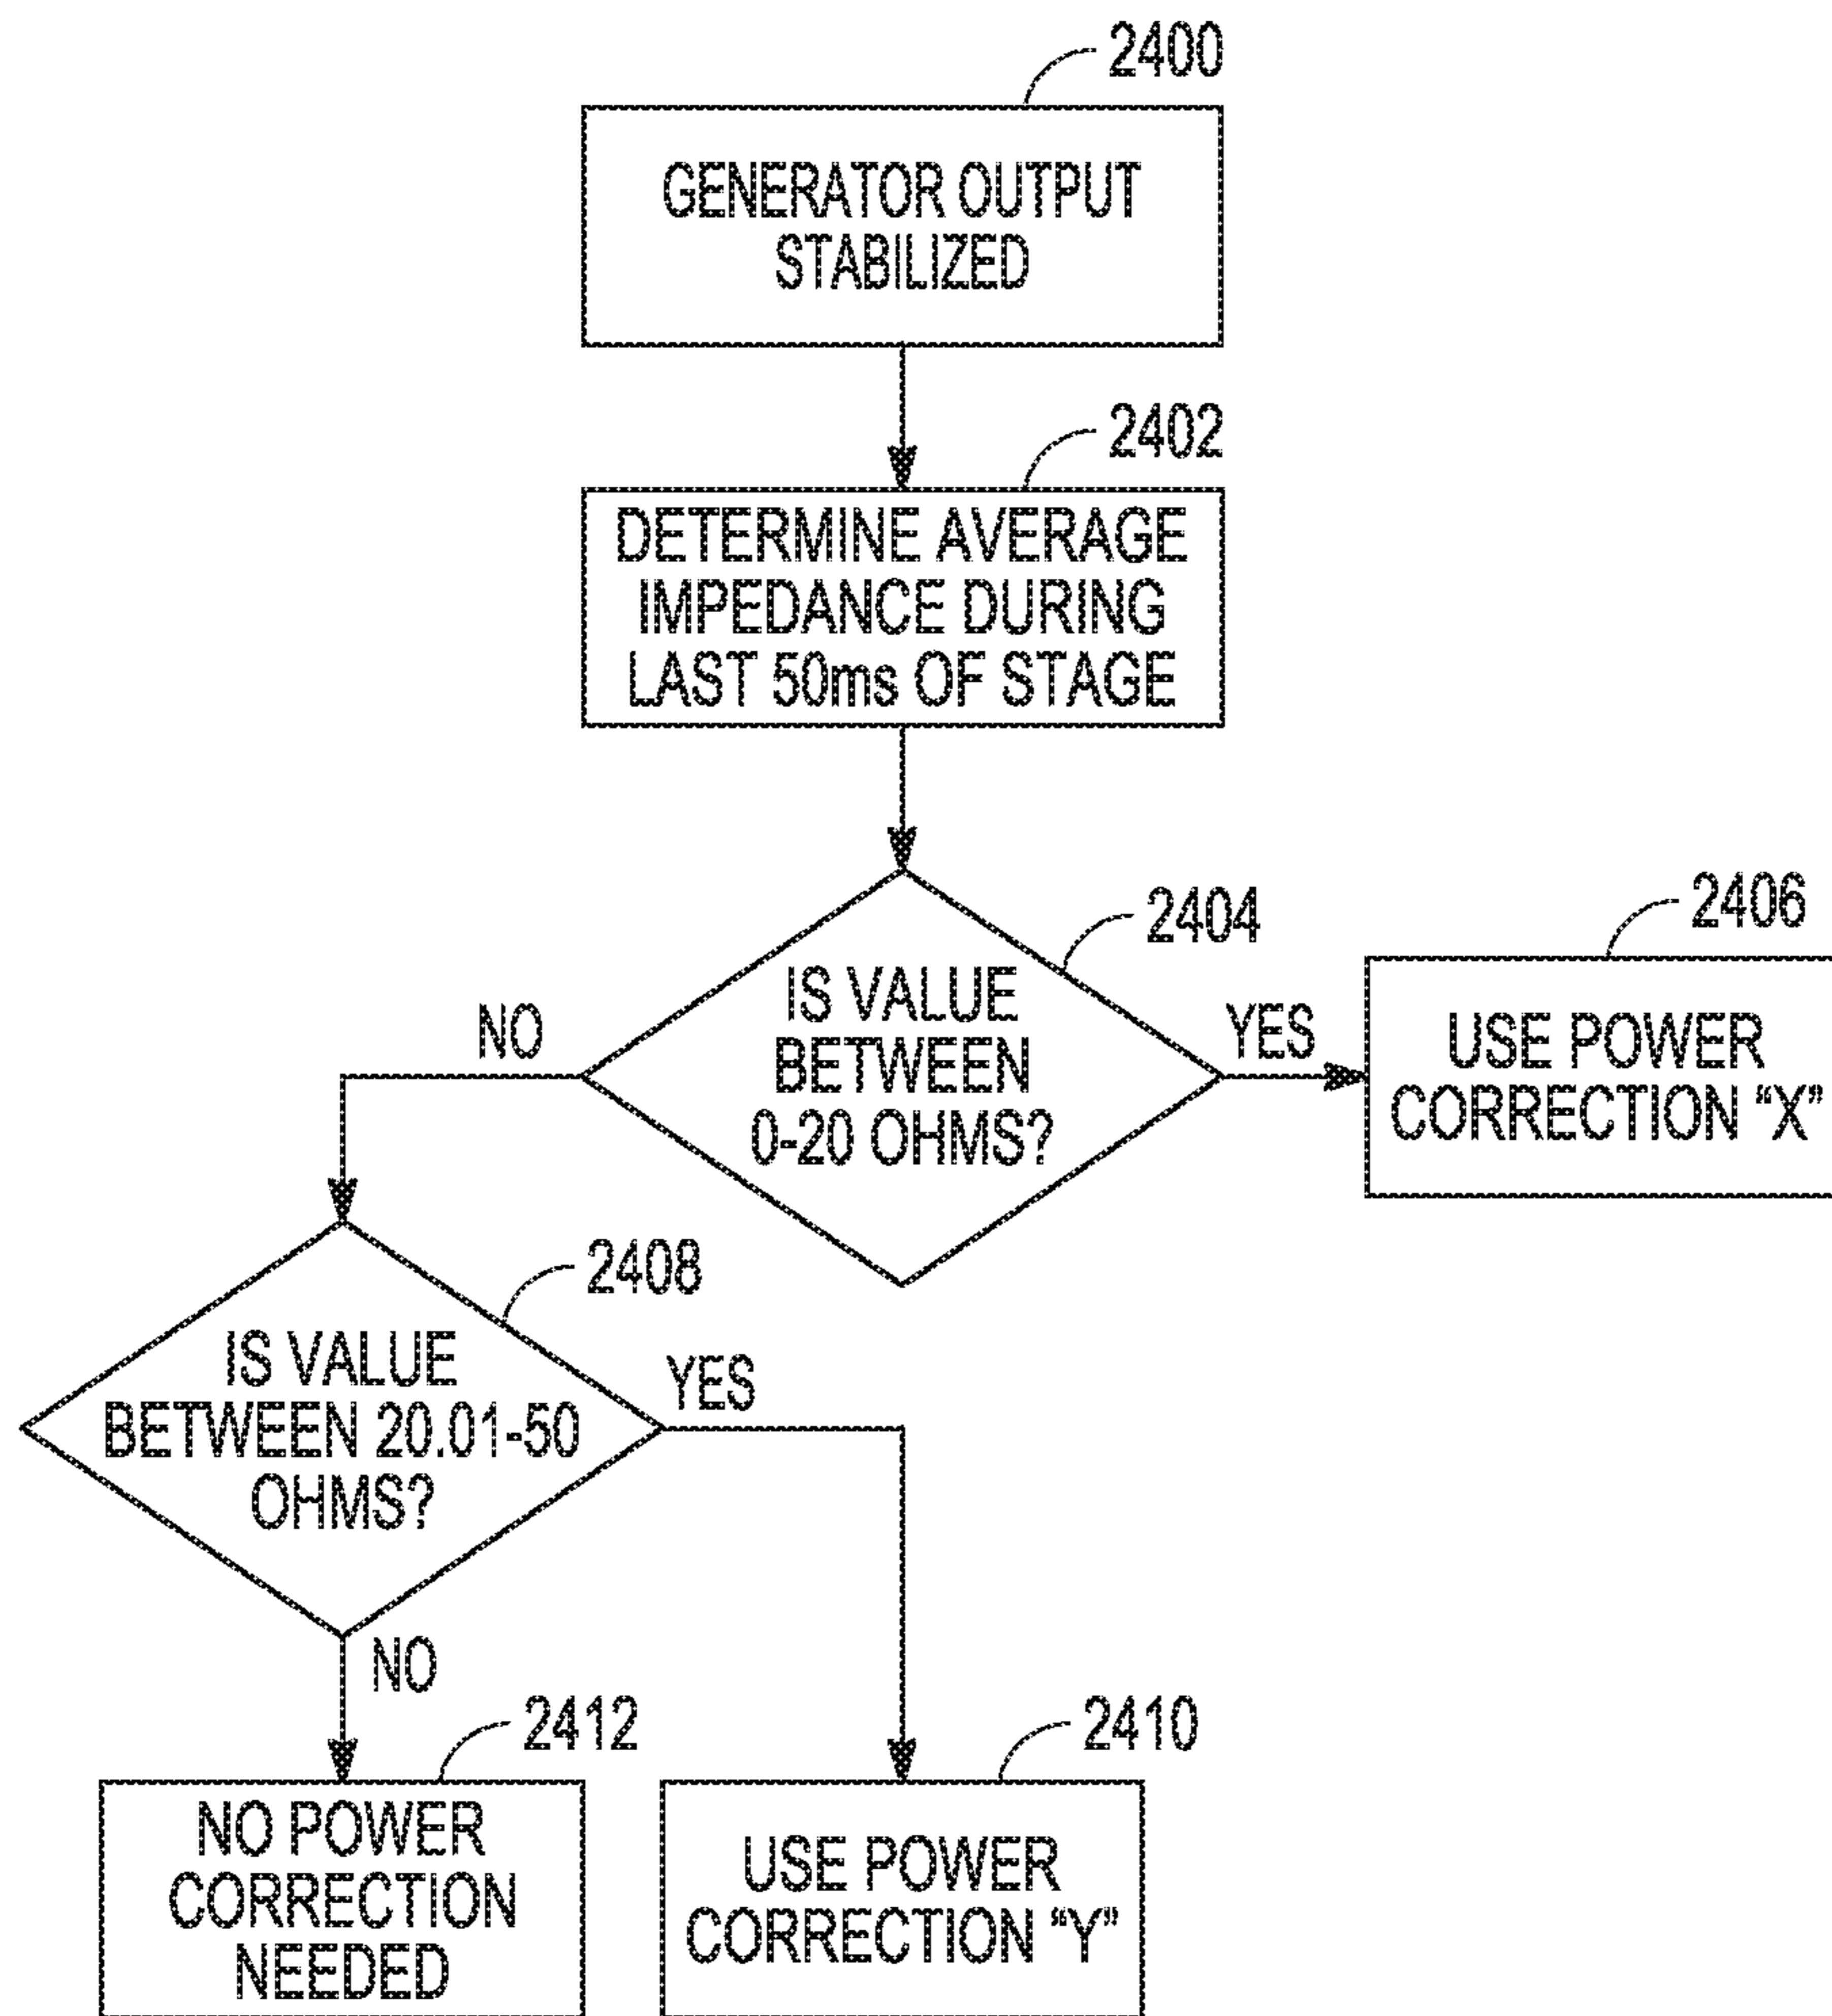 2400
GENERATOR OUTPUT
STABILIZED
2402
DETERMINE AVERAGE
IMPEDANCE DURING
LAST 50ms OF STAGE
2404
IS VALUE
BETWEEN
0-20 OHMS?
NO
YES
2406
USE POWER
CORRECTION “X”
2408
IS VALUE
BETWEEN 20.01-50
OHMS?
YES
NO
2412
NO POWER
CORRECTION
NEEDED
2410
USE POWER
CORRECTION “Y”